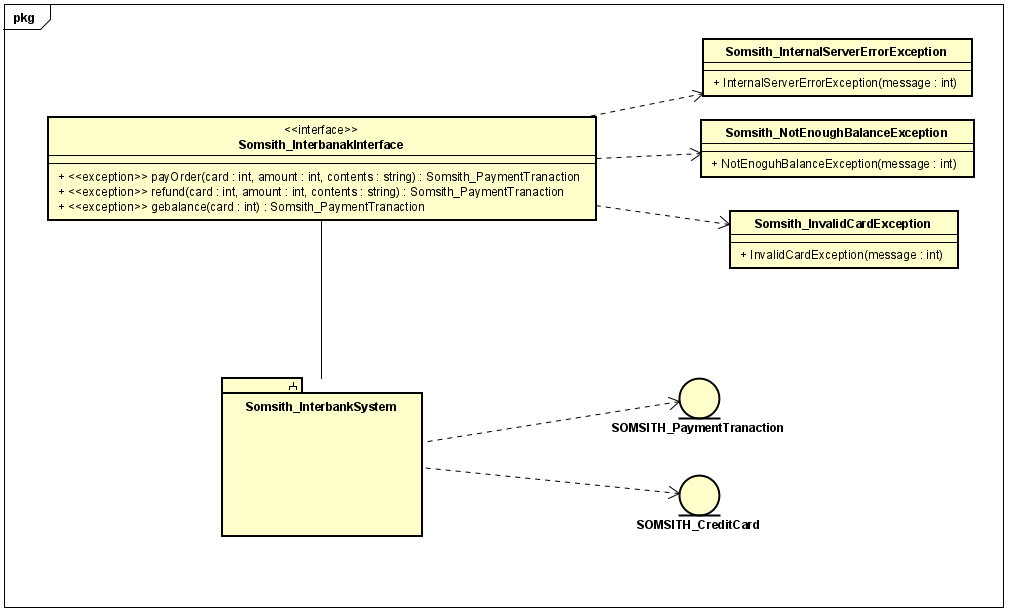 pkg
Somsith_InternalServerErrorException
+ InternalServerErrorException(message : int)
<<interface>>
Somsith_InterbanakInterface
+ <<exception>> payOrder(card : int, amount : int, contents : string) : Somsith_PaymentTranaction
+ <<exception>> refund(card : int, amount : int, contents : string) : Somsith_PaymentTranaction
+ <<exception>> gebalance(card : int) : Somsith_PaymentTranaction
Somsith_NotEnoughBalanceException
+ NotEnoguhBalanceException(message : int)
Somsith_InvalidCardException
+ InvalidCardException(message : int)
Somsith_InterbankSystem
SOMSITH_PaymentTranaction
SOMSITH_CreditCard